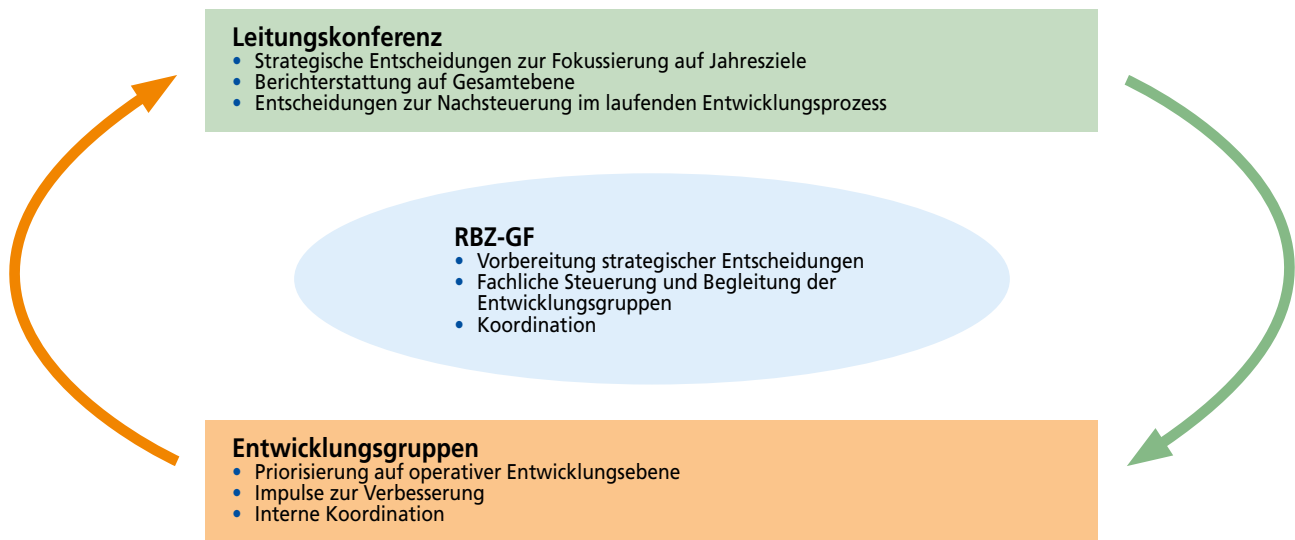 Leitungskonferenz
• Strategische Entscheidungen zur Fokussierung auf Jahresziele
• Berichterstattung auf Gesamtebene
• Entscheidungen zur Nachsteuerung im laufenden Entwicklungsprozess
RBZ-GF
• Vorbereitung strategischer Entscheidungen
• Fachliche Steuerung und Begleitung der
Entwicklungsgruppen
• Koordination
Entwicklungsgruppen
• Priorisierung auf operativer Entwicklungsebene
• Impulse zur Verbesserung
• Interne Koordination